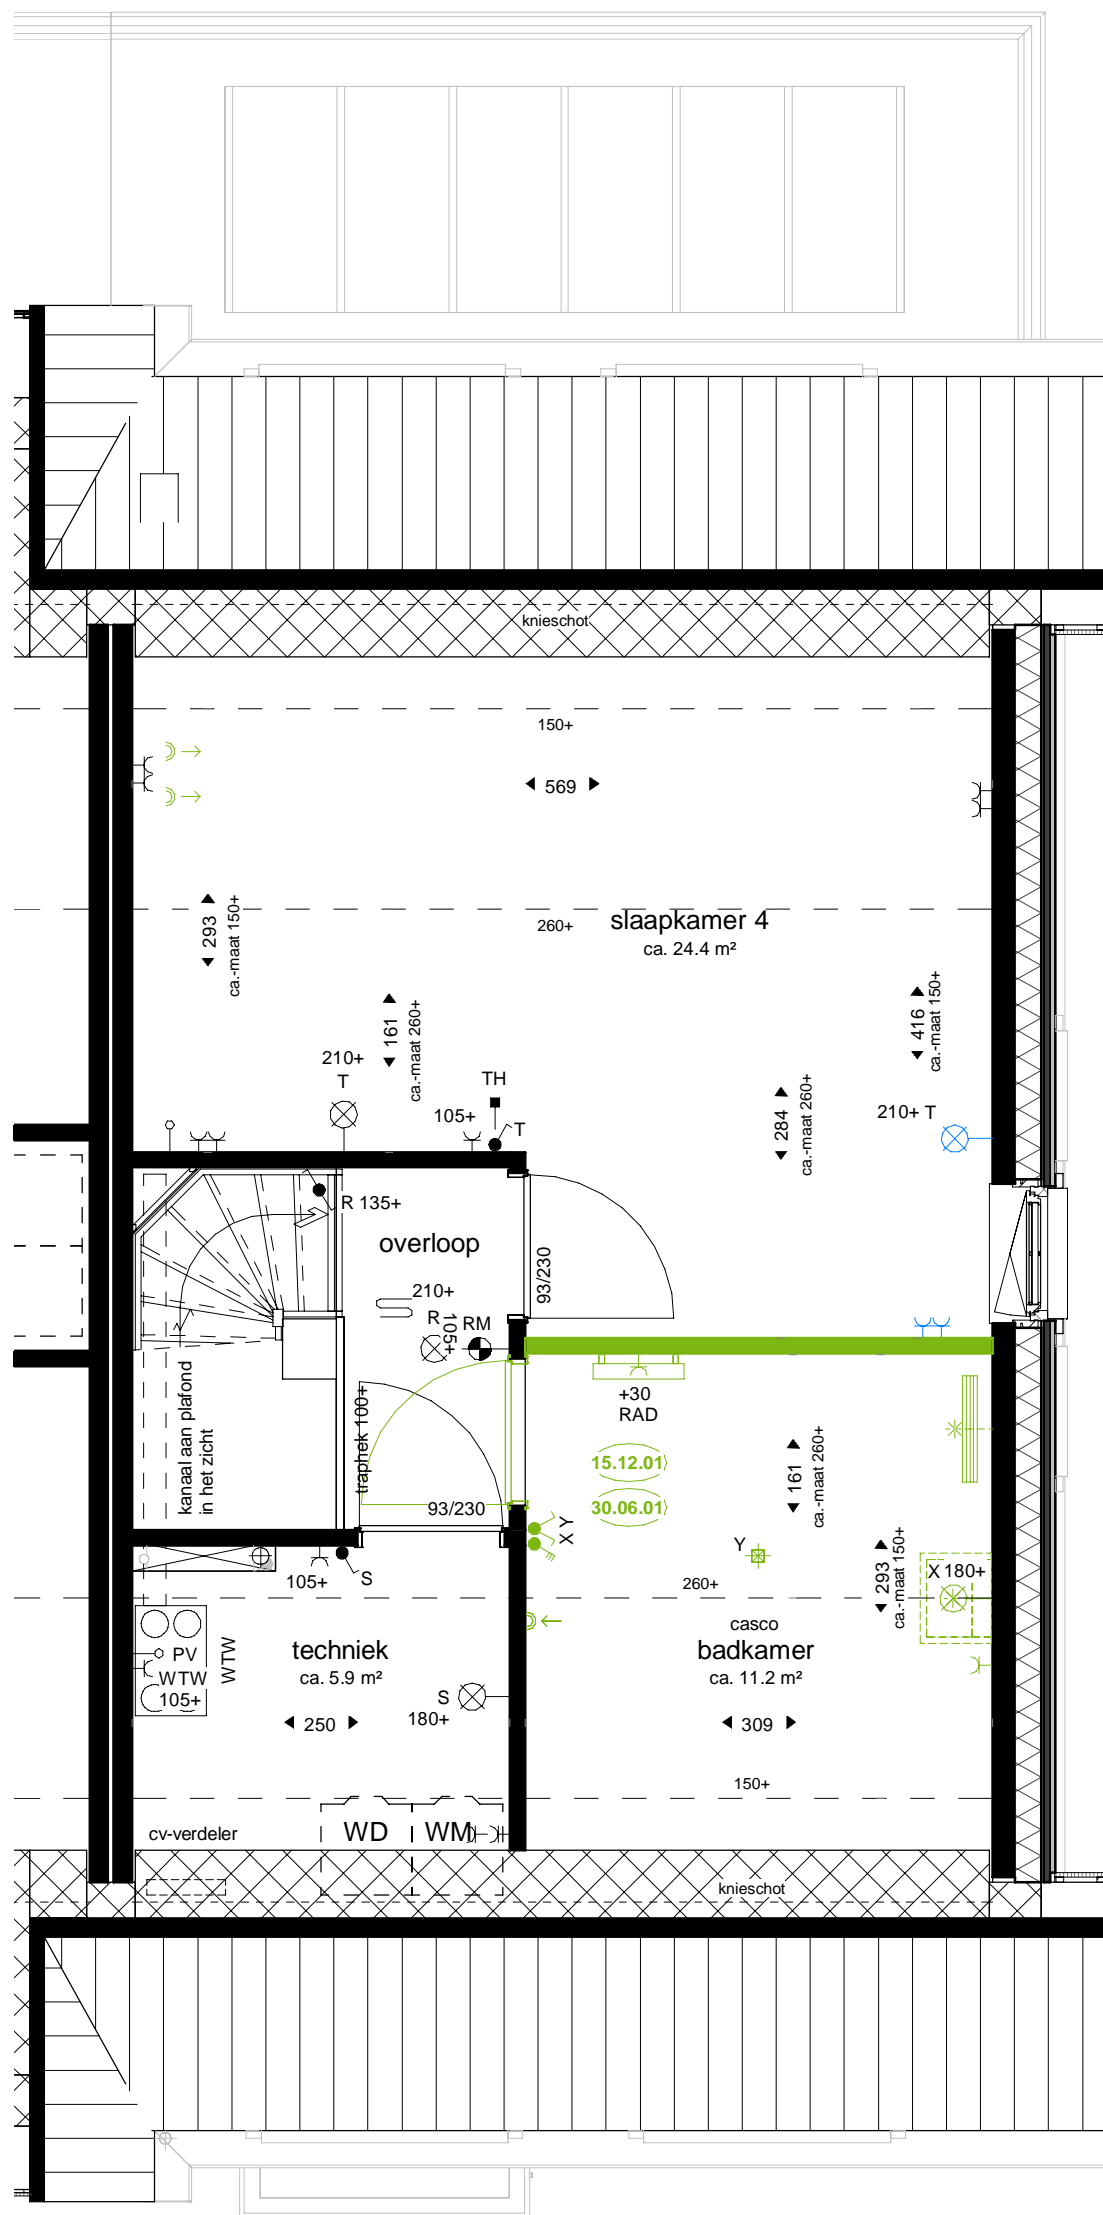 knieschot
150+
569
260+
slaapkamer 4
ca. 24.4 m²
293
ca.-maat 150+
161
ca.-maat 260+
416
ca.-maat 150+
284
ca.-maat 260+
210+
T
TH
105+
T
210+ T
R 135+
overloop
93/230
210+
R
105+
RM
kanaal aan plafond
in het zicht
traphek 100+
93/230
+30
RAD
15.12.01
30.06.01
161
ca.-maat 260+
X Y
Y
293
ca.-maat 150+
X 180+
105+
S
260+
casco
badkamer
ca. 11.2 m²
techniek
ca. 5.9 m²
PV
WTW
105+
WTW
S
180+
250
309
150+
cv-verdeler
WD
WM
knieschot